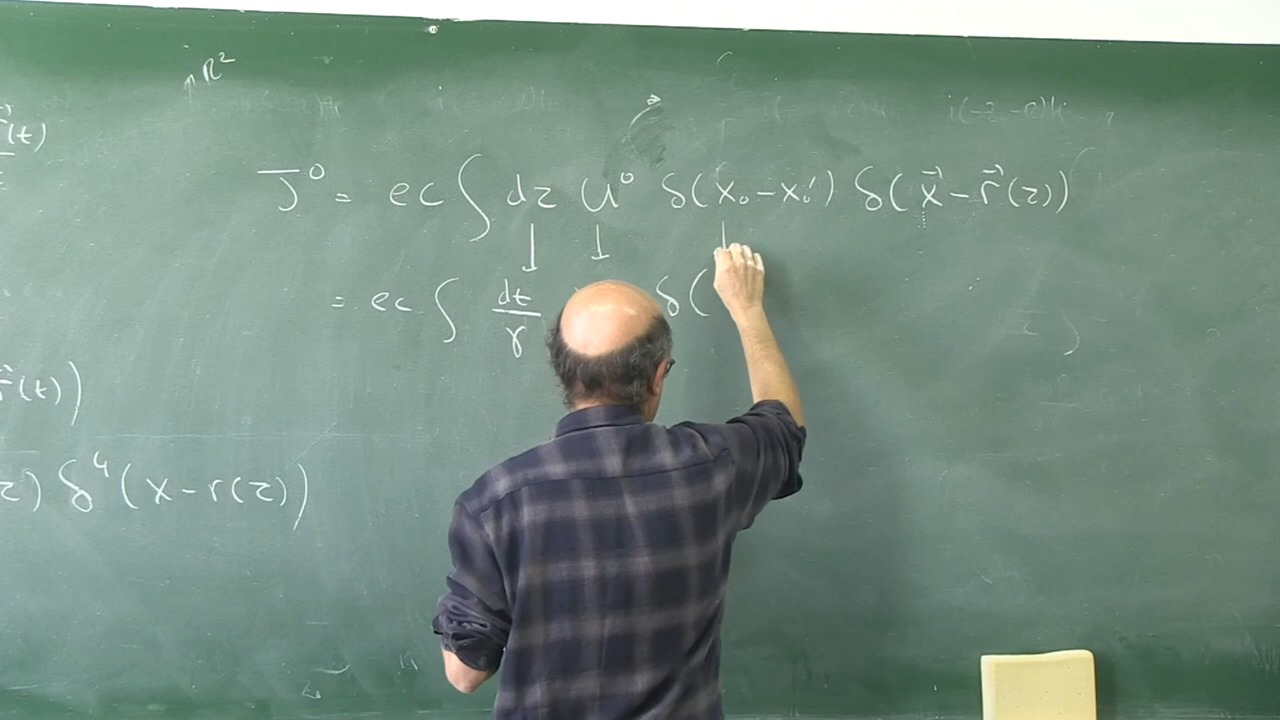 R²
r⃗(t)
J⁰ = ec ∫ dτ U⁰ δ(x₀ - x₀′) δ(x⃗ - r⃗(τ))
= ec ∫ dt/γ δ(
r⃗(t))
τ) δ⁴(x - r(τ))